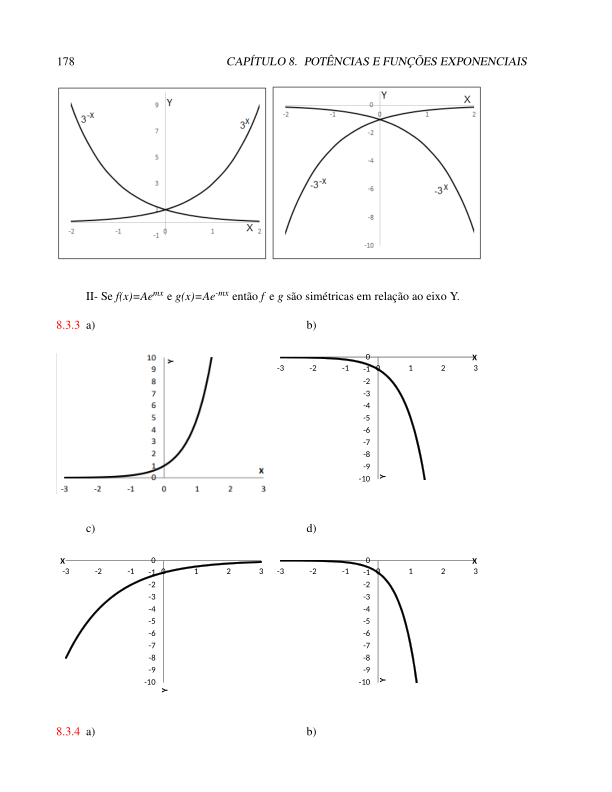 178 CAPÍTULO 8. POTÊNCIAS E FUNÇÕES EXPONENCIAIS
9 Y
3^-x 3^x
7
5
3
-2 -1 0 X 2
-1
Y X
-2 -1 0 0 1 2
-2
-4
-3^-x -6 -3^x
-8
-10
II- Se f(x)=Ae^mx e g(x)=Ae^-mx então f e g são simétricas em relação ao eixo Y.
8.3.3 a) b)
10 Y
9
8
7
6
5
4
3
2
1 X
0
-3 -2 -1 0 1 2 3
0 X
-3 -2 -1 0 1 2 3
-1
-2
-3
-4
-5
-6
-7
-8
-9
-10 Y
c) d)
X 0
-3 -2 -1 0 1 2 3
-1
-2
-3
-4
-5
-6
-7
-8
-9
-10
Y
0 X
-3 -2 -1 0 1 2 3
-1
-2
-3
-4
-5
-6
-7
-8
-9
-10 Y
8.3.4 a) b)